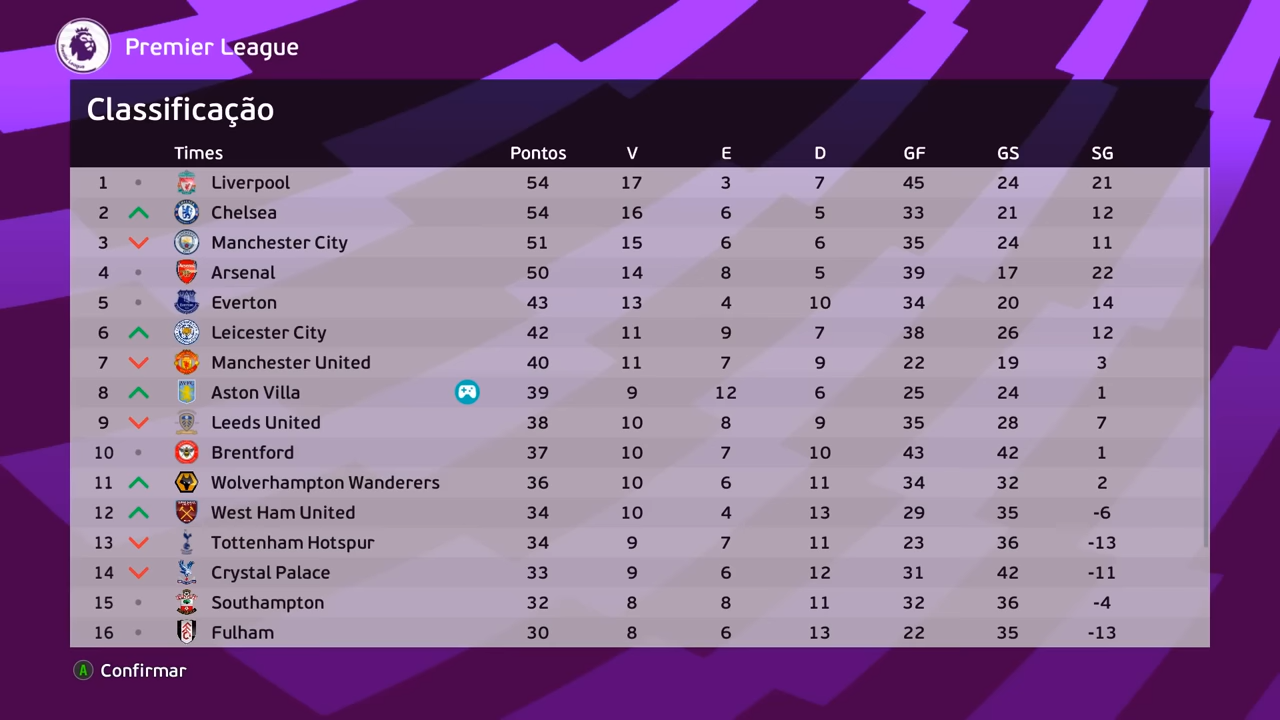 Premier League
Classificação
Times Pontos V E D GF GS SG
1 Liverpool 54 17 3 7 45 24 21
2 Chelsea 54 16 6 5 33 21 12
3 Manchester City 51 15 6 6 35 24 11
4 Arsenal 50 14 8 5 39 17 22
5 Everton 43 13 4 10 34 20 14
6 Leicester City 42 11 9 7 38 26 12
7 Manchester United 40 11 7 9 22 19 3
8 Aston Villa 39 9 12 6 25 24 1
9 Leeds United 38 10 8 9 35 28 7
10 Brentford 37 10 7 10 43 42 1
11 Wolverhampton Wanderers 36 10 6 11 34 32 2
12 West Ham United 34 10 4 13 29 35 -6
13 Tottenham Hotspur 34 9 7 11 23 36 -13
14 Crystal Palace 33 9 6 12 31 42 -11
15 Southampton 32 8 8 11 32 36 -4
16 Fulham 30 8 6 13 22 35 -13
A Confirmar